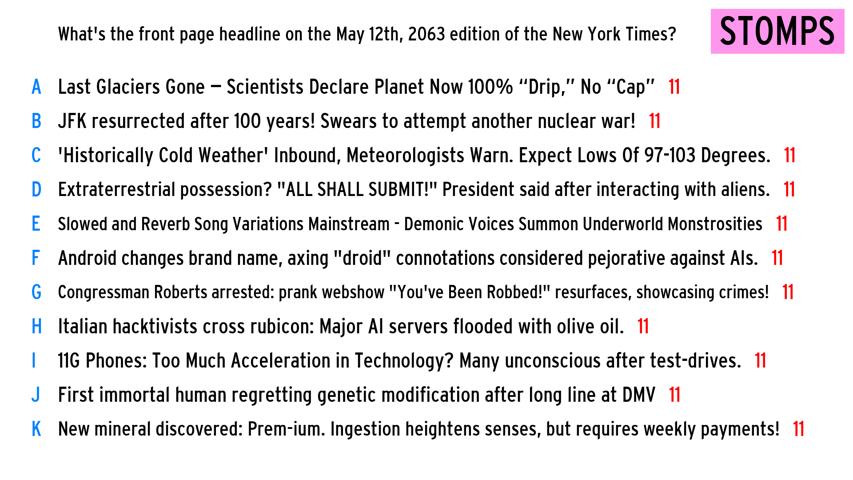 What's the front page headline on the May 12th, 2063 edition of the New York Times?
STOMPS
A Last Glaciers Gone – Scientists Declare Planet Now 100% “Drip,” No “Cap” 11
B JFK resurrected after 100 years! Swears to attempt another nuclear war! 11
C 'Historically Cold Weather' Inbound, Meteorologists Warn. Expect Lows Of 97-103 Degrees. 11
D Extraterrestrial possession? "ALL SHALL SUBMIT!" President said after interacting with aliens. 11
E Slowed and Reverb Song Variations Mainstream - Demonic Voices Summon Underworld Monstrosities 11
F Android changes brand name, axing "droid" connotations considered pejorative against AIs. 11
G Congressman Roberts arrested: prank webshow "You've Been Robbed!" resurfaces, showcasing crimes! 11
H Italian hacktivists cross rubicon: Major AI servers flooded with olive oil. 11
I 11G Phones: Too Much Acceleration in Technology? Many unconscious after test-drives. 11
J First immortal human regretting genetic modification after long line at DMV 11
K New mineral discovered: Prem-ium. Ingestion heightens senses, but requires weekly payments! 11